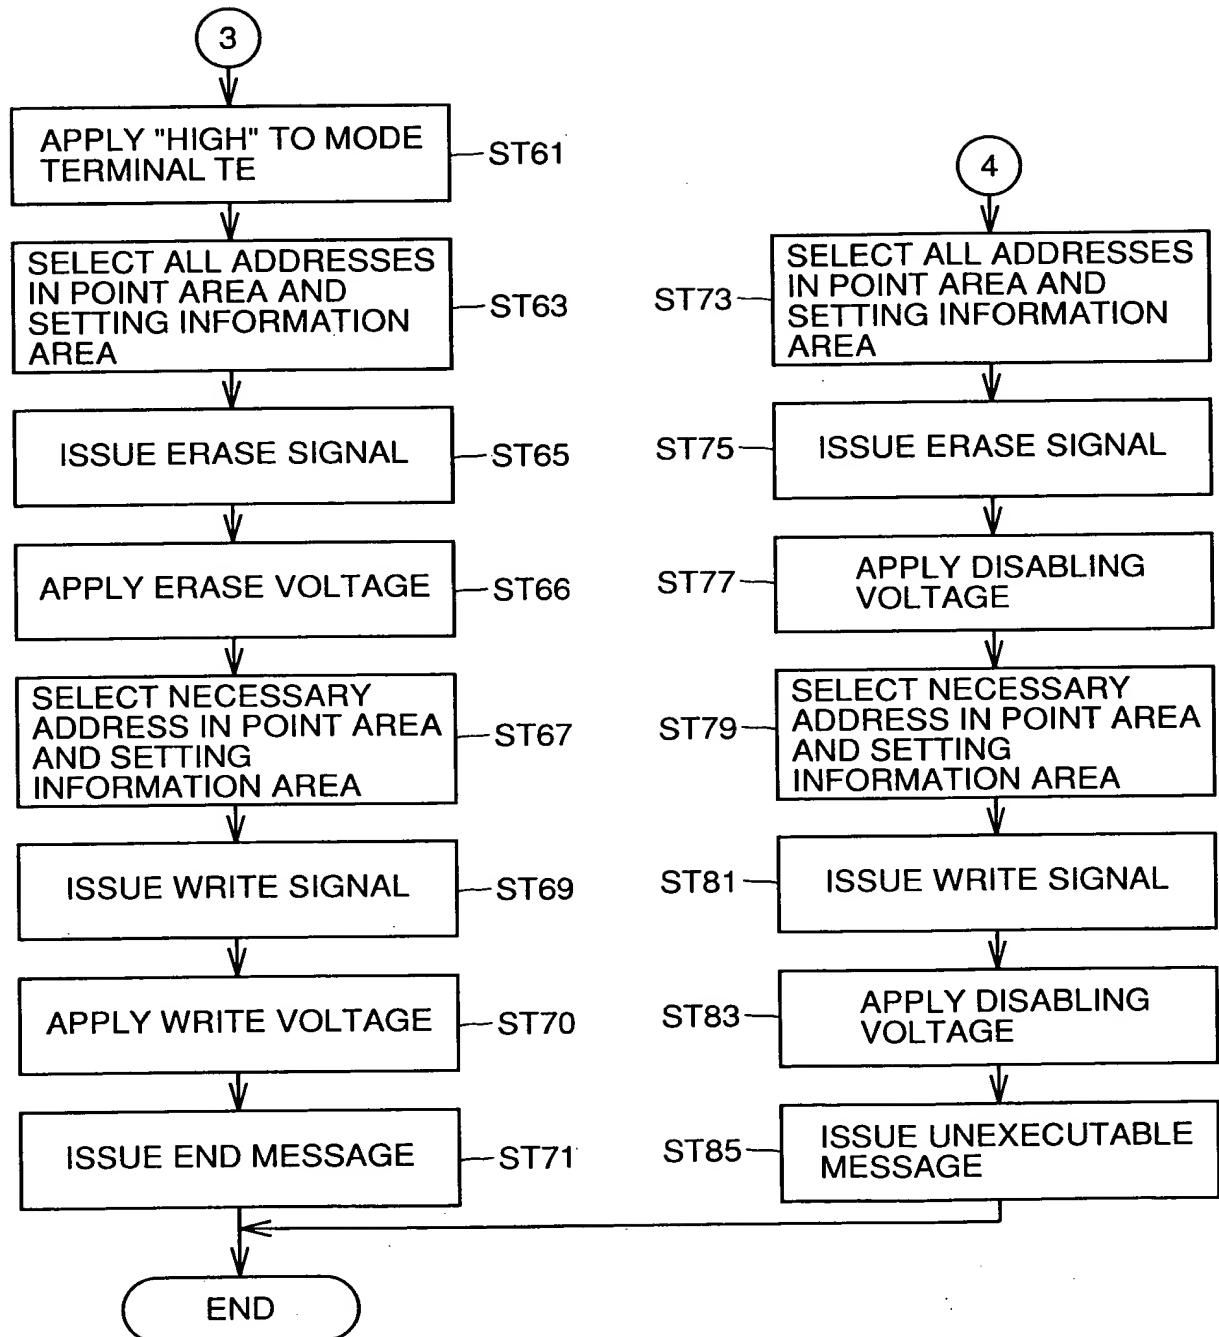 3
APPLY "HIGH" TO MODE
TERMINAL TE
ST61
SELECT ALL ADDRESSES
IN POINT AREA AND
SETTING INFORMATION
AREA
ST63
ISSUE ERASE SIGNAL
ST65
APPLY ERASE VOLTAGE
ST66
SELECT NECESSARY
ADDRESS IN POINT AREA
AND SETTING
INFORMATION AREA
ST67
ISSUE WRITE SIGNAL
ST69
APPLY WRITE VOLTAGE
ST70
ISSUE END MESSAGE
ST71
END
4
SELECT ALL ADDRESSES
IN POINT AREA AND
SETTING INFORMATION
AREA
ST73
ISSUE ERASE SIGNAL
ST75
APPLY DISABLING
VOLTAGE
ST77
SELECT NECESSARY
ADDRESS IN POINT AREA
AND SETTING
INFORMATION AREA
ST79
ISSUE WRITE SIGNAL
ST81
APPLY DISABLING
VOLTAGE
ST83
ISSUE UNEXECUTABLE
MESSAGE
ST85